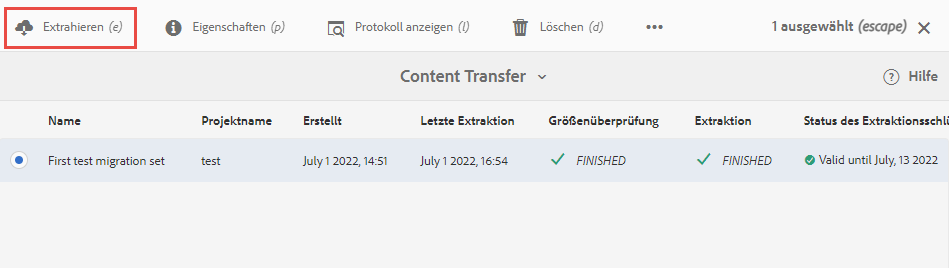 Extrahieren (e) Eigenschaften (p) Protokoll anzeigen (l) Löschen (d) ••• 1 ausgewählt (escape)
Content Transfer ? Hilfe
Name Projektname Erstellt Letzte Extraktion Größenüberprüfung Extraktion Status des Extraktionsschlü
First test migration set test July 1 2022, 14:51 July 1 2022, 16:54 FINISHED FINISHED Valid until July, 13 2022